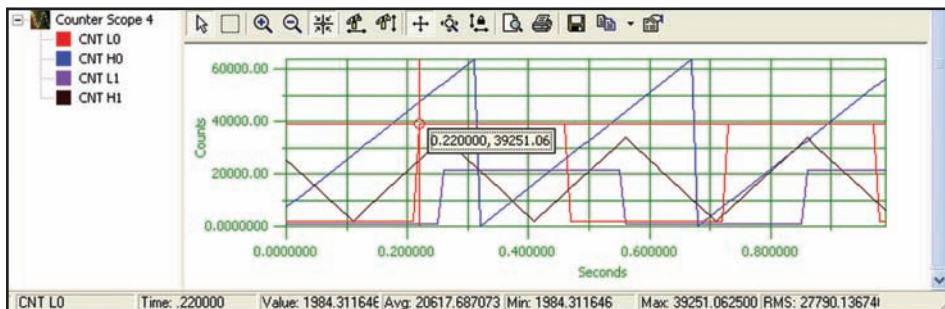 Counter Scope 4
CNT L0
CNT H0
CNT L1
CNT H1
60000.00
40000.00
20000.00
0.0000000
Counts
0.220000, 39251.06
0.0000 0.200000 0.400000 0.600000 0.800000
Seconds
CNT L0 Time: .220000 Value: 1984.311646 Avg: 20617.687073 Min: 1984.311646 Max: 39251.062500 RMS: 27790.13674